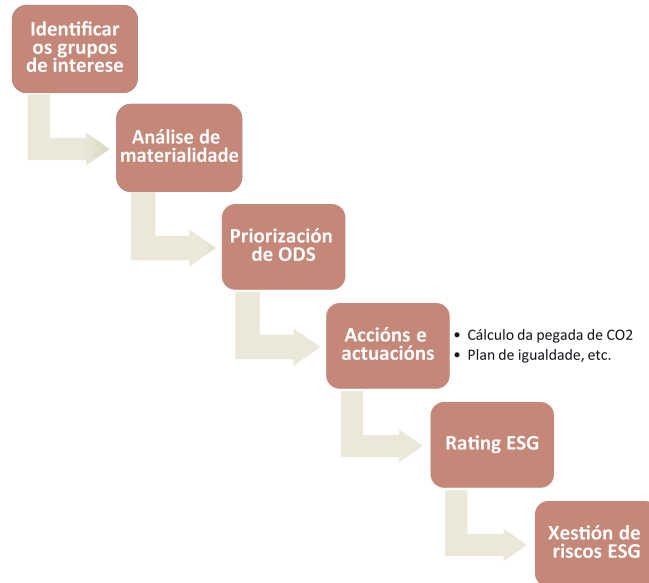 Identificar
os grupos
de interese
Análise de
materialidade
Priorización
de ODS
Accións e
actuacións
• Cálculo da pegada de CO2
• Plan de igualdade, etc.
Rating ESG
Xestión de
riscos ESG